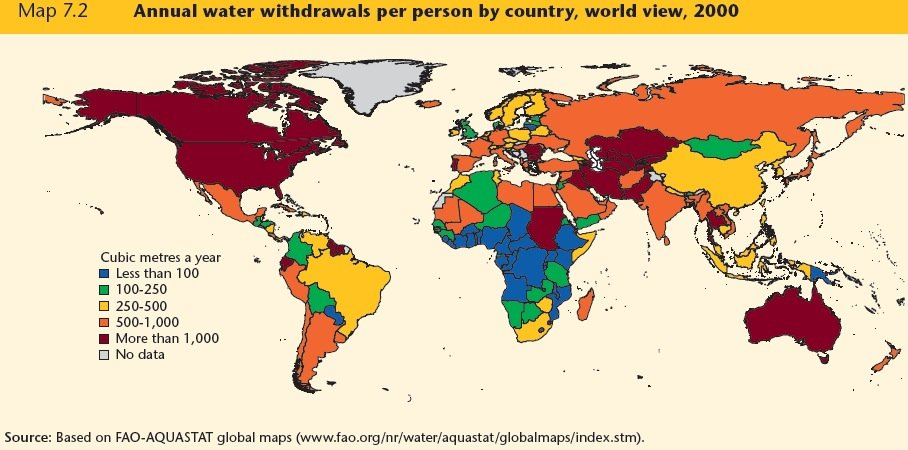 Map 7.2 Annual water withdrawals per person by country, world view, 2000
Cubic metres a year
Less than 100
100-250
250-500
500-1,000
More than 1,000
No data
Source: Based on FAO-AQUASTAT global maps (www.fao.org/nr/water/aquastat/globalmaps/index.stm).